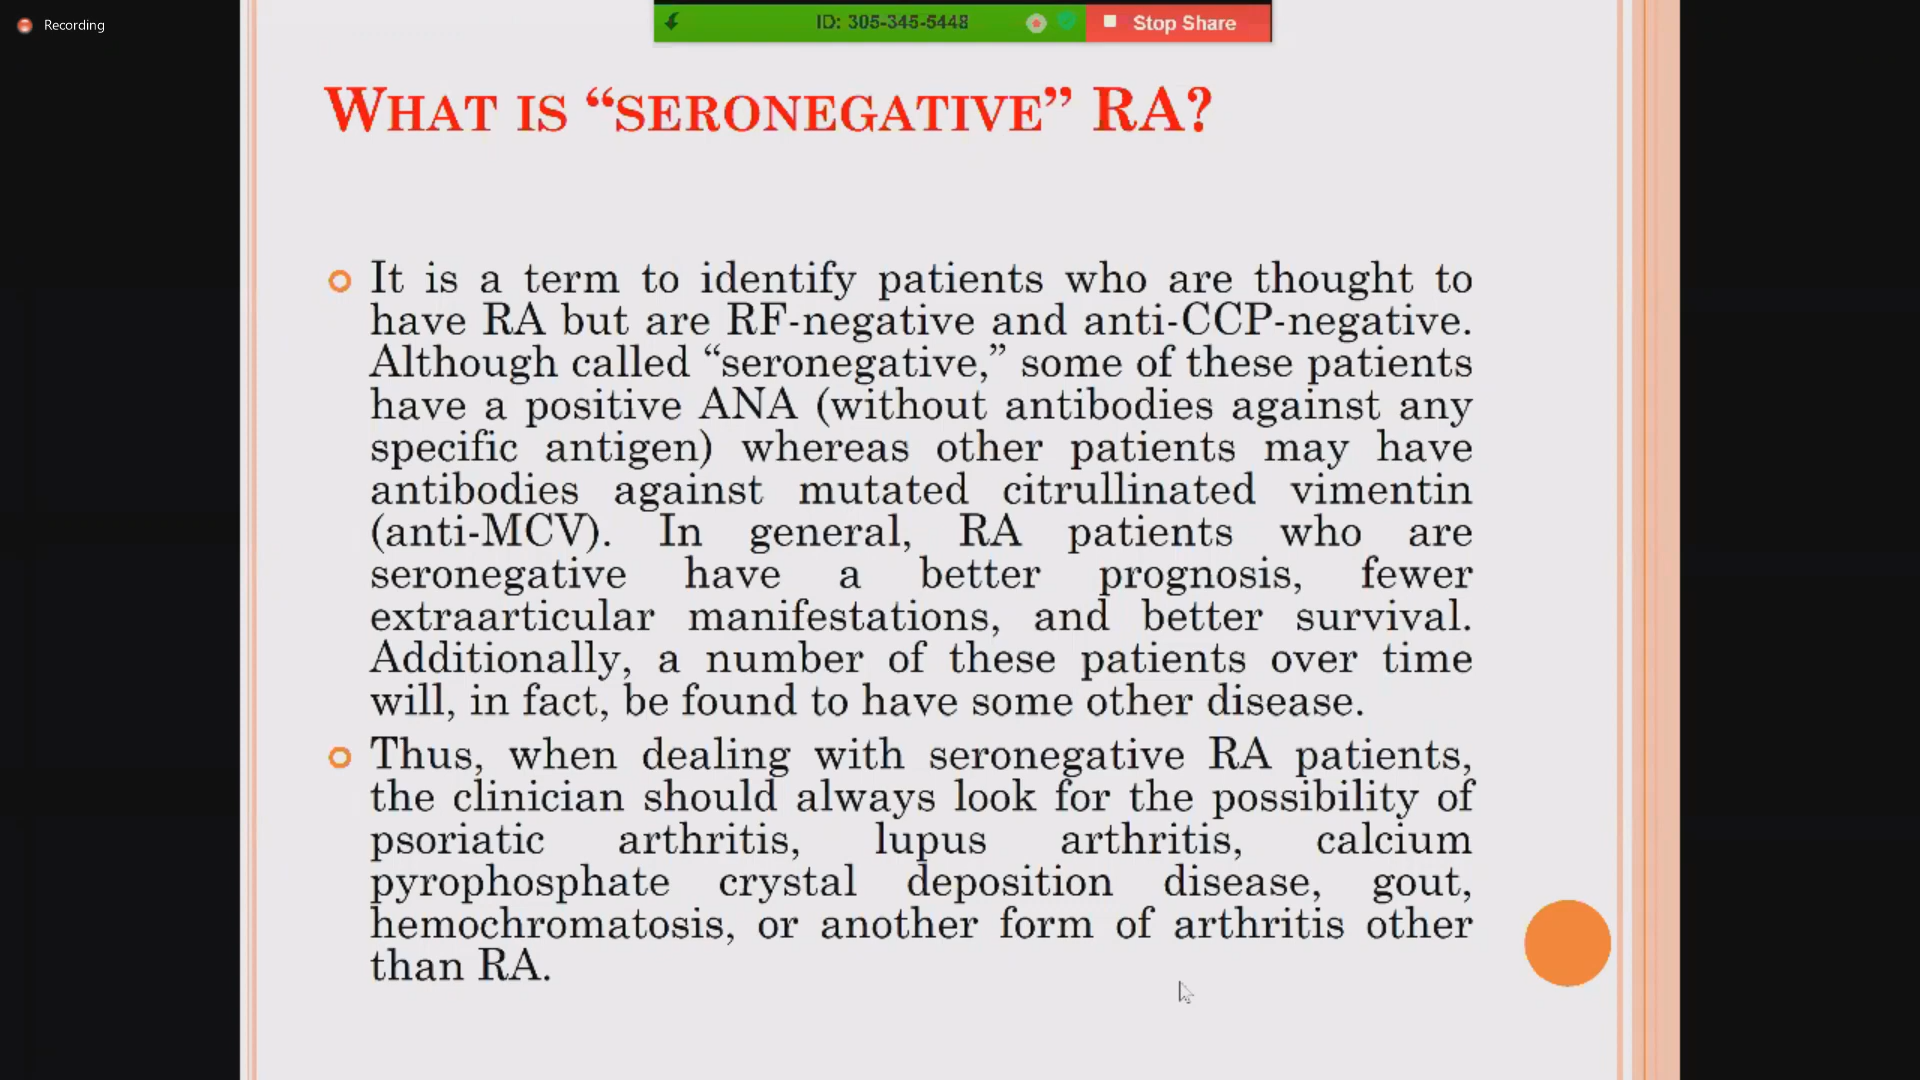 Recording
ID: 305-345-5448
Stop Share
WHAT IS “SERONEGATIVE” RA?
It is a term to identify patients who are thought to
have RA but are RF-negative and anti-CCP-negative.
Although called “seronegative,” some of these patients
have a positive ANA (without antibodies against any
specific antigen) whereas other patients may have
antibodies against mutated citrullinated vimentin
(anti-MCV). In general, RA patients who are
seronegative have a better prognosis, fewer
extraarticular manifestations, and better survival.
Additionally, a number of these patients over time
will, in fact, be found to have some other disease.
Thus, when dealing with seronegative RA patients,
the clinician should always look for the possibility of
psoriatic arthritis, lupus arthritis, calcium
pyrophosphate crystal deposition disease, gout,
hemochromatosis, or another form of arthritis other
than RA.